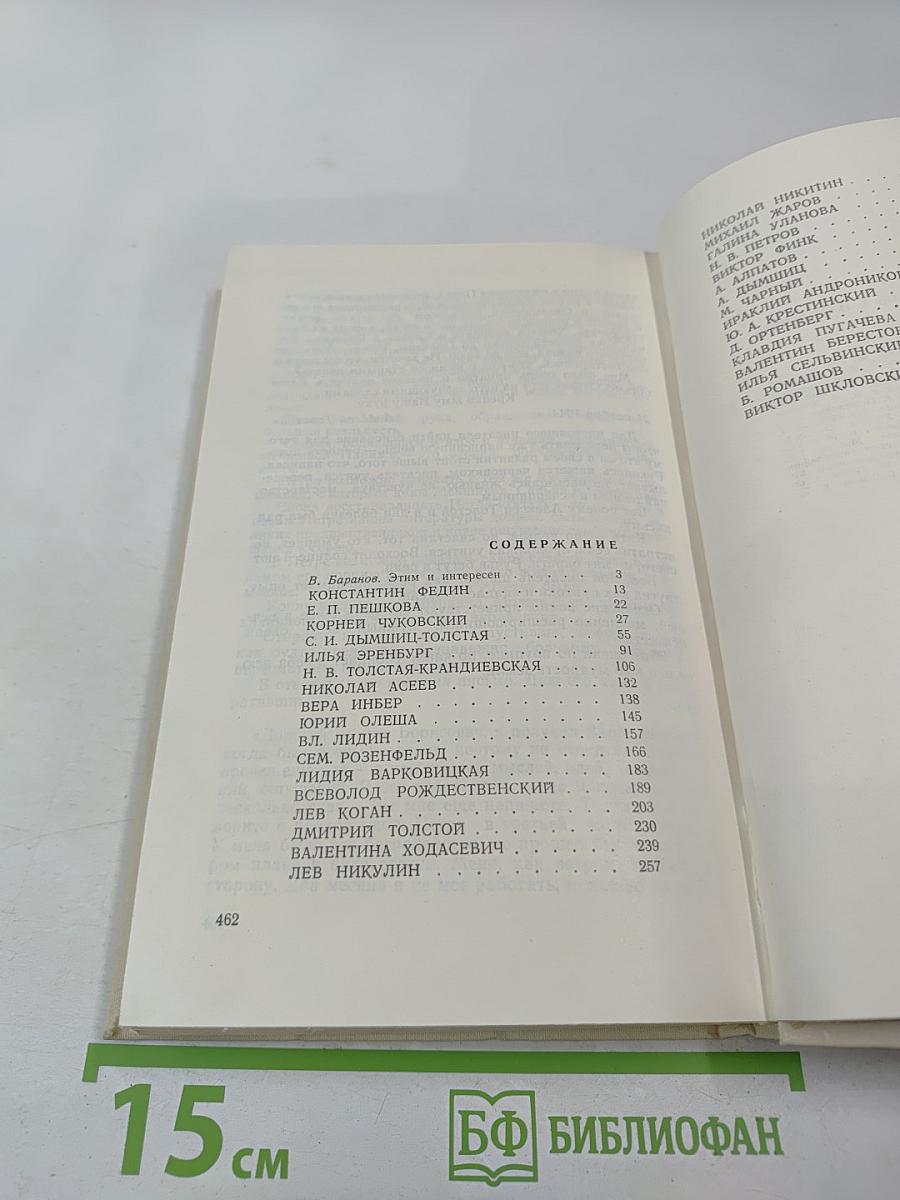 СОДЕРЖАНИЕ
В. Баранов. Этим и интересен . . . . . . 3
КОНСТАНТИН ФЕДИН . . . . . . . . 13
Е. П. ПЕШКОВА . . . . . . . . . . 22
КОРНЕЙ ЧУКОВСКИЙ . . . . . . . . 27
С. И. ДЫМШИЦ-ТОЛСТАЯ . . . . . . 55
ИЛЬЯ ЭРЕНБУРГ . . . . . . . . . . 91
Н. В. ТОЛСТАЯ-КРАНДИЕВСКАЯ . . . 106
НИКОЛАЙ АСЕЕВ . . . . . . . . . 132
ВЕРА ИНБЕР . . . . . . . . . . . 138
ЮРИЙ ОЛЕША . . . . . . . . . . 145
ВЛ. ЛИДИН . . . . . . . . . . . . 157
СЕМ. РОЗЕНФЕЛЬД . . . . . . . . . 166
ЛИДИЯ ВАРКОВИЦКАЯ . . . . . . 183
ВСЕВОЛОД РОЖДЕСТВЕНСКИЙ . . . . 189
ЛЕВ КОГАН . . . . . . . . . . . . 203
ДМИТРИЙ ТОЛСТОЙ . . . . . . . . 230
ВАЛЕНТИНА ХОДАСЕВИЧ . . . . . . 239
ЛЕВ НИКУЛИН . . . . . . . . . . 257
462
НИКОЛАЙ НИКИТИН . . .
МИХАИЛ ЖАРОВ . . . .
ГАЛИНА УЛАНОВА . . .
Н. В. ПЕТРОВ . . . . .
ВИКТОР ФИНК . . . .
А. АЛПАТОВ . . . . .
А. ДЫМШИЦ . . . . .
М. ЧАРНЫЙ . . . . .
ИРАКЛИЙ АНДРОНИКОВ
Ю. А. КРЕСТИНСКИЙ .
Д. ОРТЕНБЕРГ . . . .
КЛАВДИЯ ПУГАЧЕВА
ВАЛЕНТИН БЕРЕСТОВ
ИЛЬЯ СЕЛЬВИНСКИЙ
Б. РОМАШОВ . . . .
ВИКТОР ШКЛОВСКИ
15 см
БФ БИБЛИОФАН